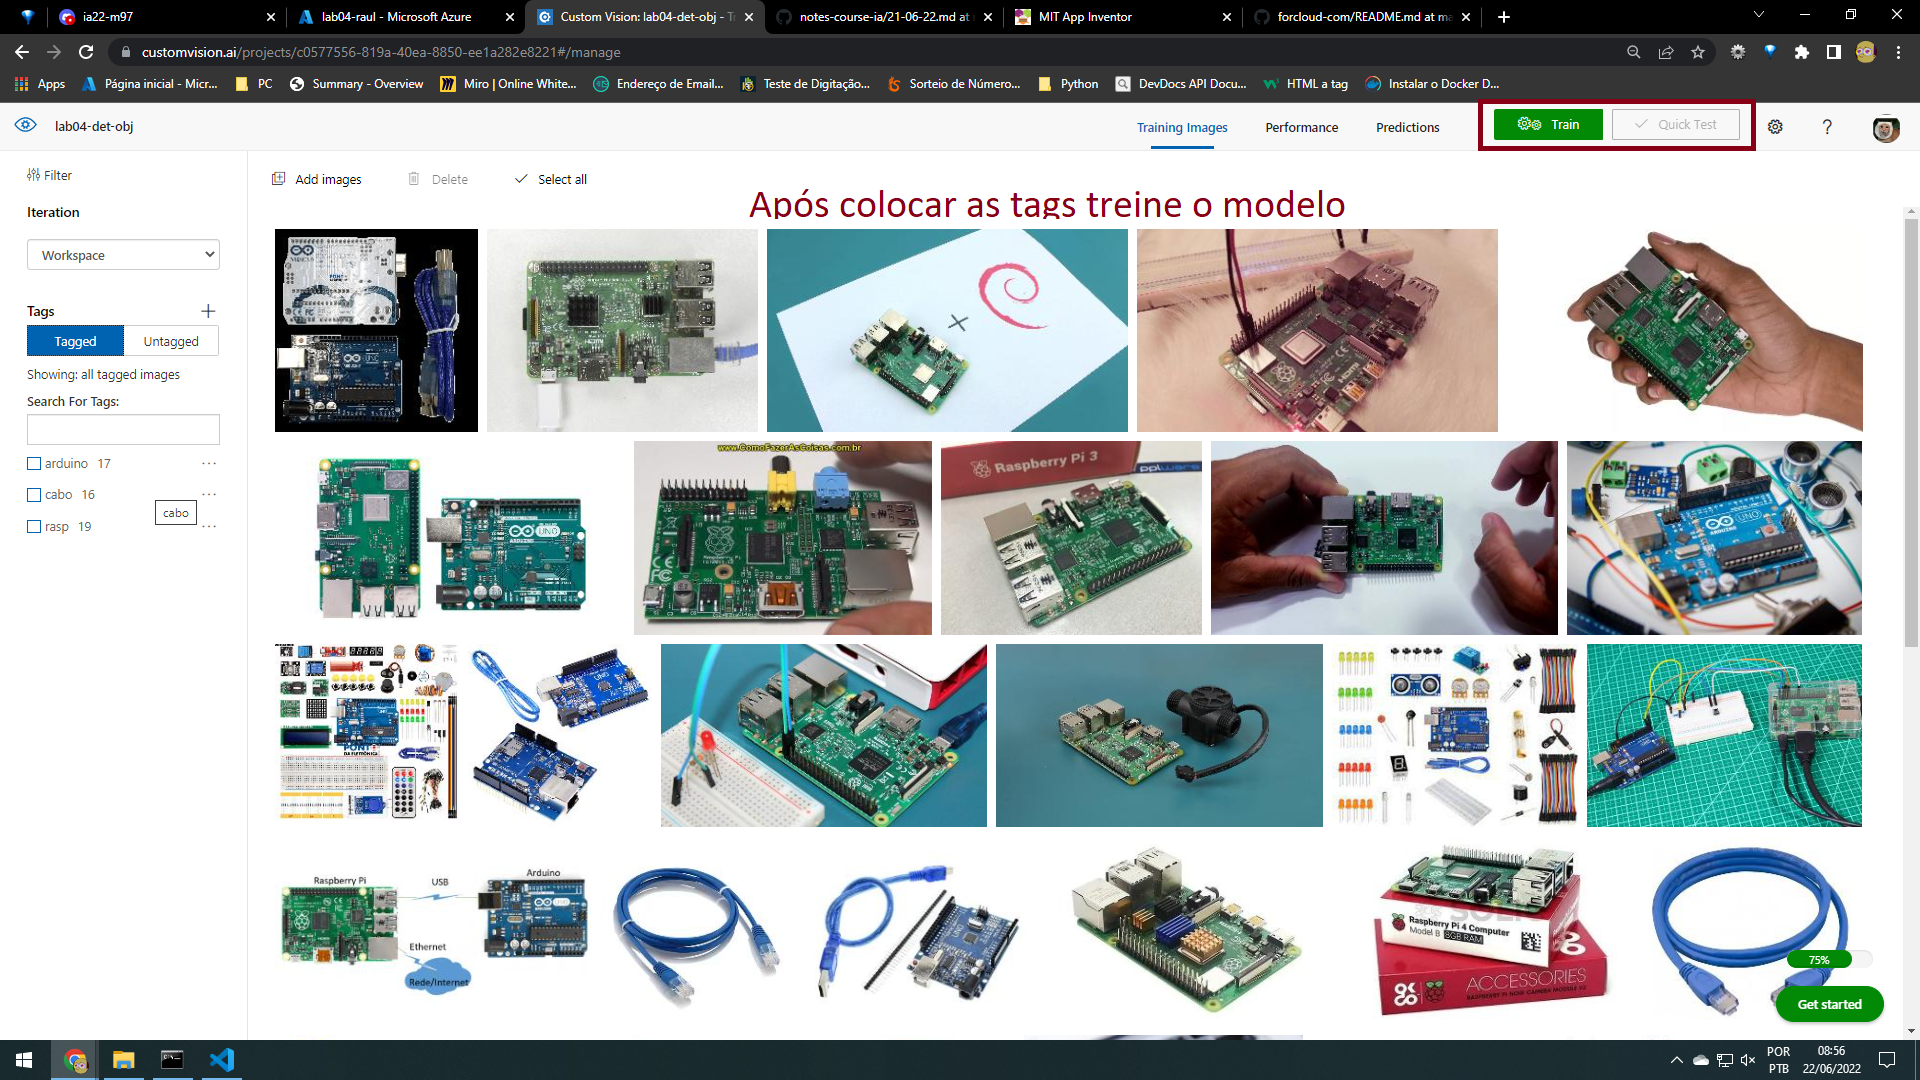 ia22-m97
lab04-raul - Microsoft Azure
Custom Vision: lab04-det-obj - Tr
notes-course-ia/21-06-22.md at
MIT App Inventor
forcloud-com/README.md at ma
customvision.ai/projects/c0577556-819a-40ea-8850-ee1a282e8221#/manage
Apps
Página inicial - Micr...
PC
Summary - Overview
Miro | Online White...
Endereço de Email...
Teste de Digitação...
Sorteio de Número...
Python
DevDocs API Docu...
HTML a tag
Instalar o Docker D...
lab04-det-obj
Training Images
Performance
Predictions
Train
Quick Test
?
Filter
Add images
Delete
Select all
Após colocar as tags treine o modelo
Iteration
Workspace
Tags
Tagged
Untagged
Showing: all tagged images
Search For Tags:
arduino 17
cabo 16
cabo
rasp 19
www.ComoFazerAsCoisas.com.br
Raspberry Pi 3
pplware
UNO
ARDUINO
UNO
Raspberry Pi
USB
Arduino
Ethernet
Rede/Internet
Raspberry Pi 4 Computer
Model B 8GB RAM
ACCESSORIES
75%
Get started
POR
PTB
08:56
22/06/2022